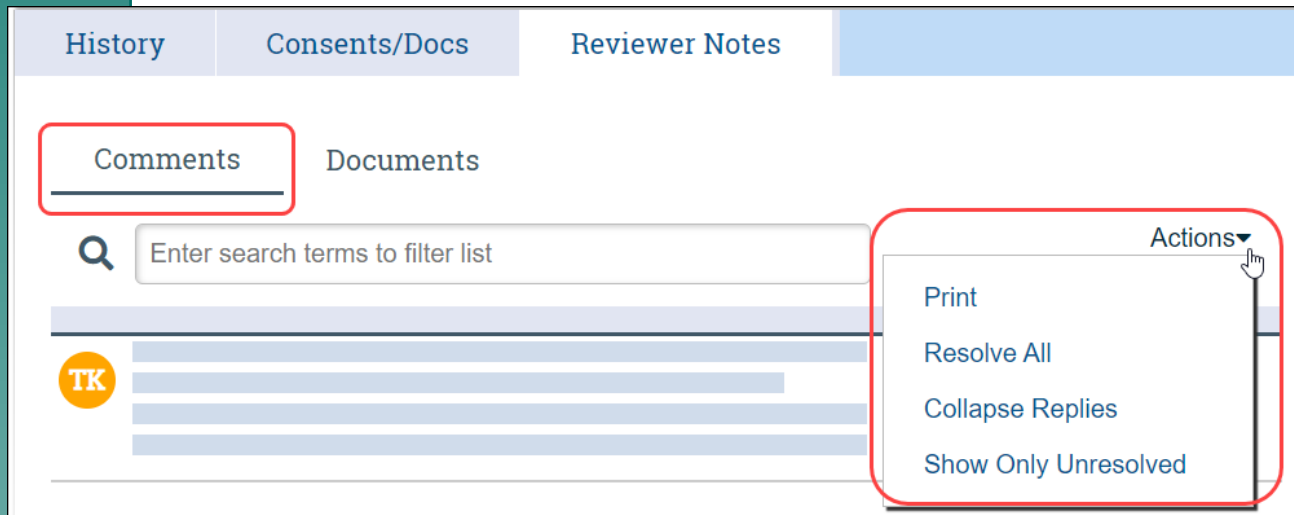 History Consents/Docs Reviewer Notes
Comments Documents
Enter search terms to filter list
Actions
Print
Resolve All
Collapse Replies
Show Only Unresolved
TK